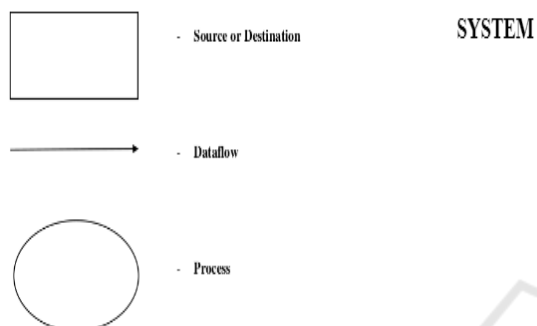 SYSTEM
- Source or Destination
- Dataflow
- Process